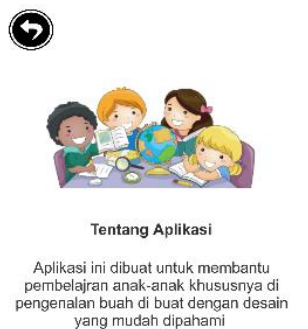 Tentang Aplikasi
Aplikasi ini dibuat untuk membantu
pembelajran anak-anak khususnya di
pengenalan buah di buat dengan desain
yang mudah dipahami